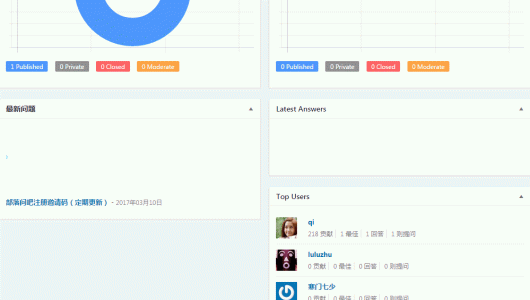 1 Published 0 Private 0 Closed 0 Moderate
0 Published 0 Private 0 Closed 0 Moderate
最新问题
部落问吧注册邀请码（定期更新） - 2017年03月10日
Latest Answers
Top Users
qi
218 贡献 | 1 最佳 | 1 回答 | 1 则提问
luluzhu
0 贡献 | 0 最佳 | 0 回答 | 0 则提问
寒门七少
0 贡献 | 0 最佳 | 0 回答 | 0 则提问